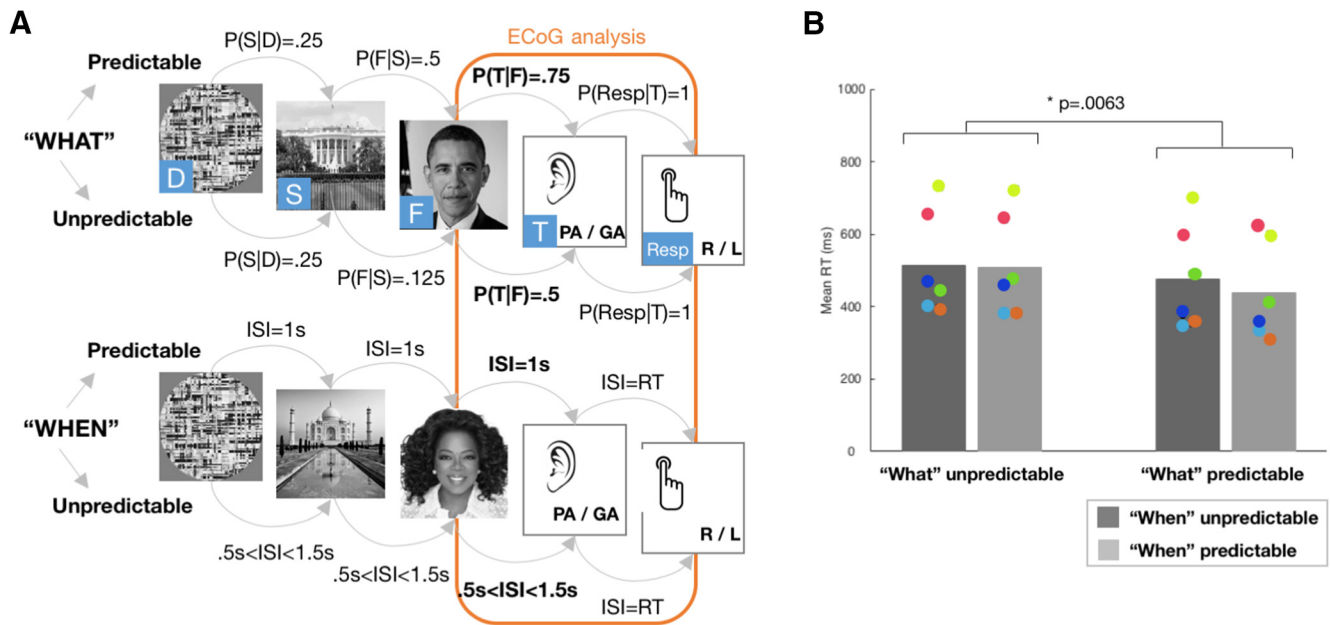 A
ECoG analysis
P(S|D)=.25
P(F|S)=.5
P(T|F)=.75
P(Resp|T)=1
Predictable
"WHAT"
Unpredictable
D
S
F
T
PA / GA
Resp
R / L
P(S|D)=.25
P(F|S)=.125
P(T|F)=.5
P(Resp|T)=1
ISI=1s
ISI=1s
ISI=1s
ISI=RT
Predictable
"WHEN"
Unpredictable
PA / GA
R / L
.5s<ISI<1.5s
.5s<ISI<1.5s
.5s<ISI<1.5s
ISI=RT
B
* p=.0063
Mean RT (ms)
1000
800
600
400
200
0
"What" unpredictable
"What" predictable
"When" unpredictable
"When" predictable